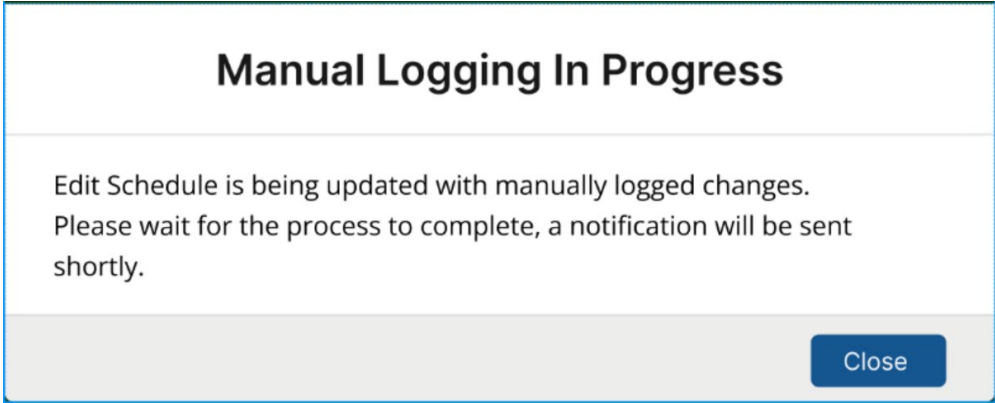 Manual Logging In Progress
Edit Schedule is being updated with manually logged changes.
Please wait for the process to complete, a notification will be sent
shortly.
Close